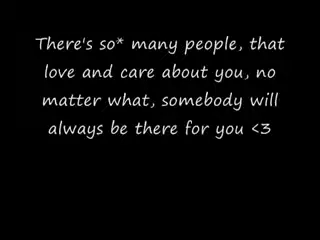 There's so* many people, that
love and care about you, no
matter what, somebody will
always be there for you <3